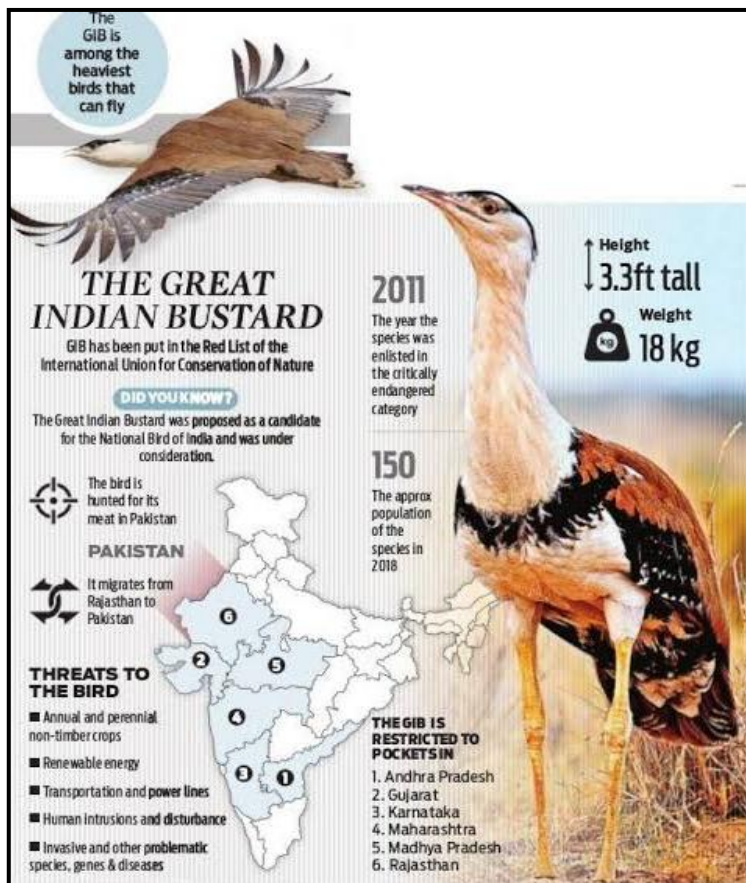 The
GIB is
among the
heaviest
birds that
can fly
THE GREAT
INDIAN BUSTARD
GIB has been put in the Red List of the
International Union for Conservation of Nature
DID YOU KNOW?
The Great Indian Bustard was proposed as a candidate
for the National Bird of India and was under
consideration.
The bird is
hunted for its
meat in Pakistan
PAKISTAN
It migrates from
Rajasthan to
Pakistan
THREATS TO
THE BIRD
■ Annual and perennial
non-timber crops
■ Renewable energy
■ Transportation and power lines
■ Human intrusions and disturbance
■ Invasive and other problematic
species, genes & diseases
2011
The year the
species was
enlisted in
the critically
endangered
category
150
The approx
population
of the
species in
2018
Height
3.3ft tall
kg
Weight
18 kg
6
2
5
4
3
1
THE GIB IS
RESTRICTED TO
POCKETS IN
1. Andhra Pradesh
2. Gujarat
3. Karnataka
4. Maharashtra
5. Madhya Pradesh
6. Rajasthan